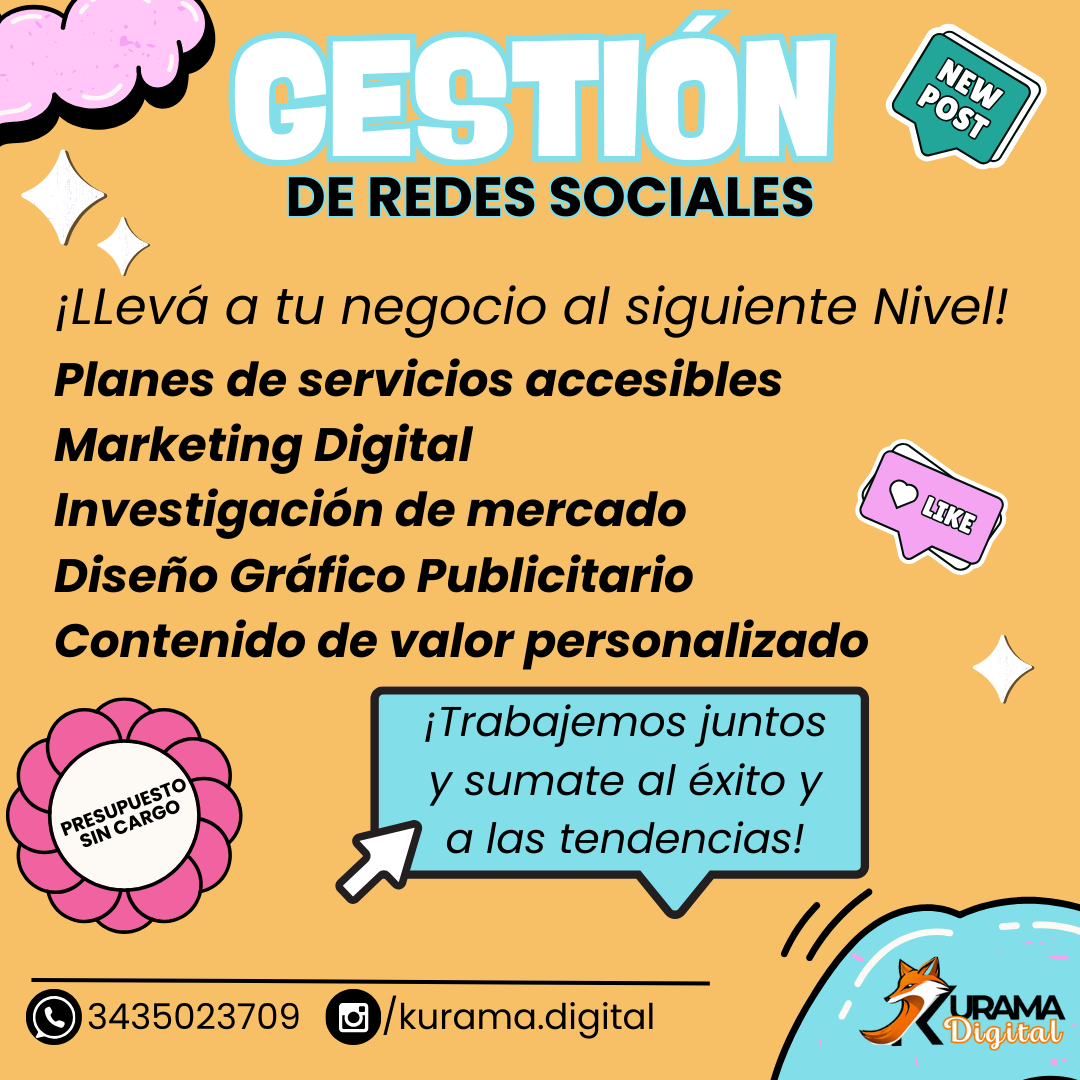 GESTIÓN
DE REDES SOCIALES
NEW
POST
¡LLevá a tu negocio al siguiente Nivel!
Planes de servicios accesibles
Marketing Digital
Investigación de mercado
Diseño Gráfico Publicitario
Contenido de valor personalizado
LIKE
PRESUPUESTO
SIN CARGO
¡Trabajemos juntos
y sumate al éxito y
a las tendencias!
3435023709 /kurama.digital
KURAMA
Digital